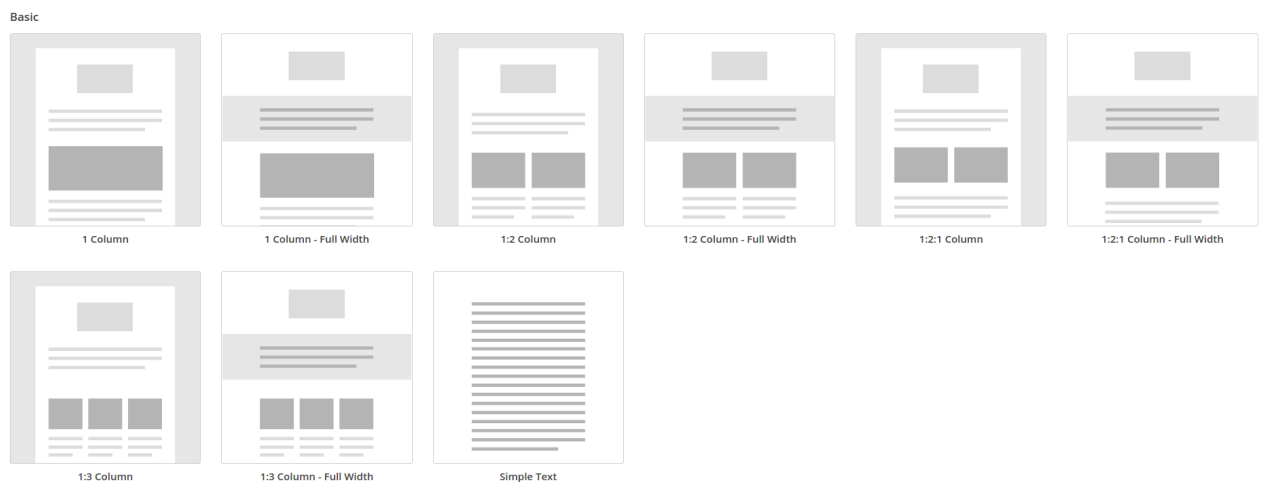 Basic
1 Column
1 Column - Full Width
1:2 Column
1:2 Column - Full Width
1:2:1 Column
1:2:1 Column - Full Width
1:3 Column
1:3 Column - Full Width
Simple Text